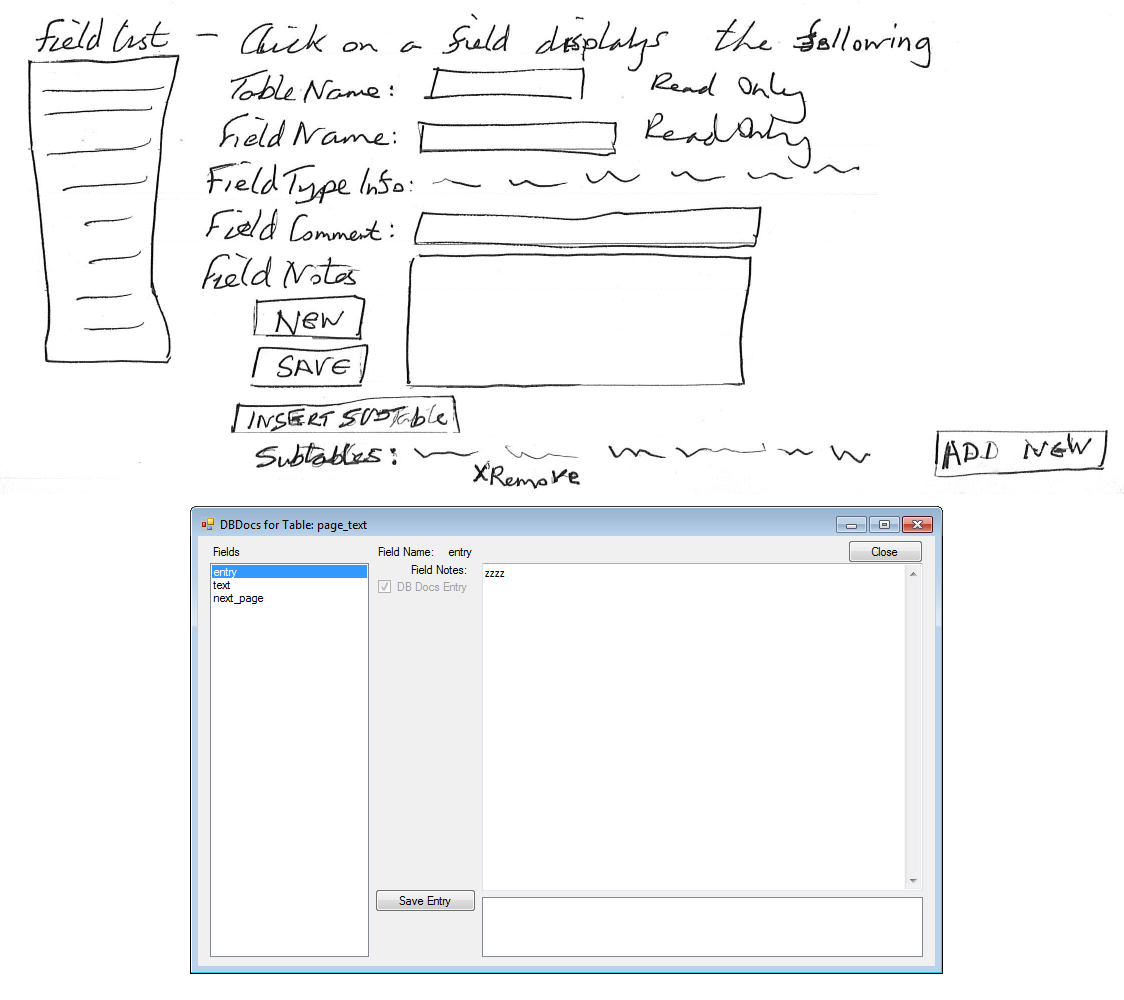 Field List - Click on a field displays the following
Table Name: Read Only
Field Name: Read Only
Field Type Info:
Field Comment:
Field Notes
NEW
SAVE
INSERT SUBTable
Subtables: ADD NEW
X Remove
DBDocs for Table: page_text
Fields
Field Name: entry
Close
entry
text
next_page
Field Notes:
DB Docs Entry
zzzz
Save Entry